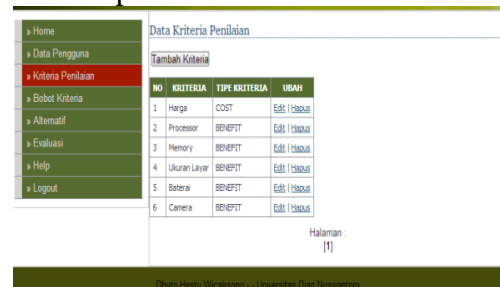 » Home
» Data Pengguna
» Kriteria Penilaian
» Bobot Kriteria
» Alternatif
» Evaluasi
» Help
» Logout
Data Kriteria Penilaian
Tambah Kriteria
NO KRITERIA TIPE KRITERIA UBAH
1 Harga COST Edit | Hapus
2 Processor BENEFIT Edit | Hapus
3 Memory BENEFIT Edit | Hapus
4 Ukuran Layar BENEFIT Edit | Hapus
5 Baterai BENEFIT Edit | Hapus
6 Camera BENEFIT Edit | Hapus
Halaman :
[1]
Dhuto Hestu Wicaksono - - Universitas Dian Nuswantoro